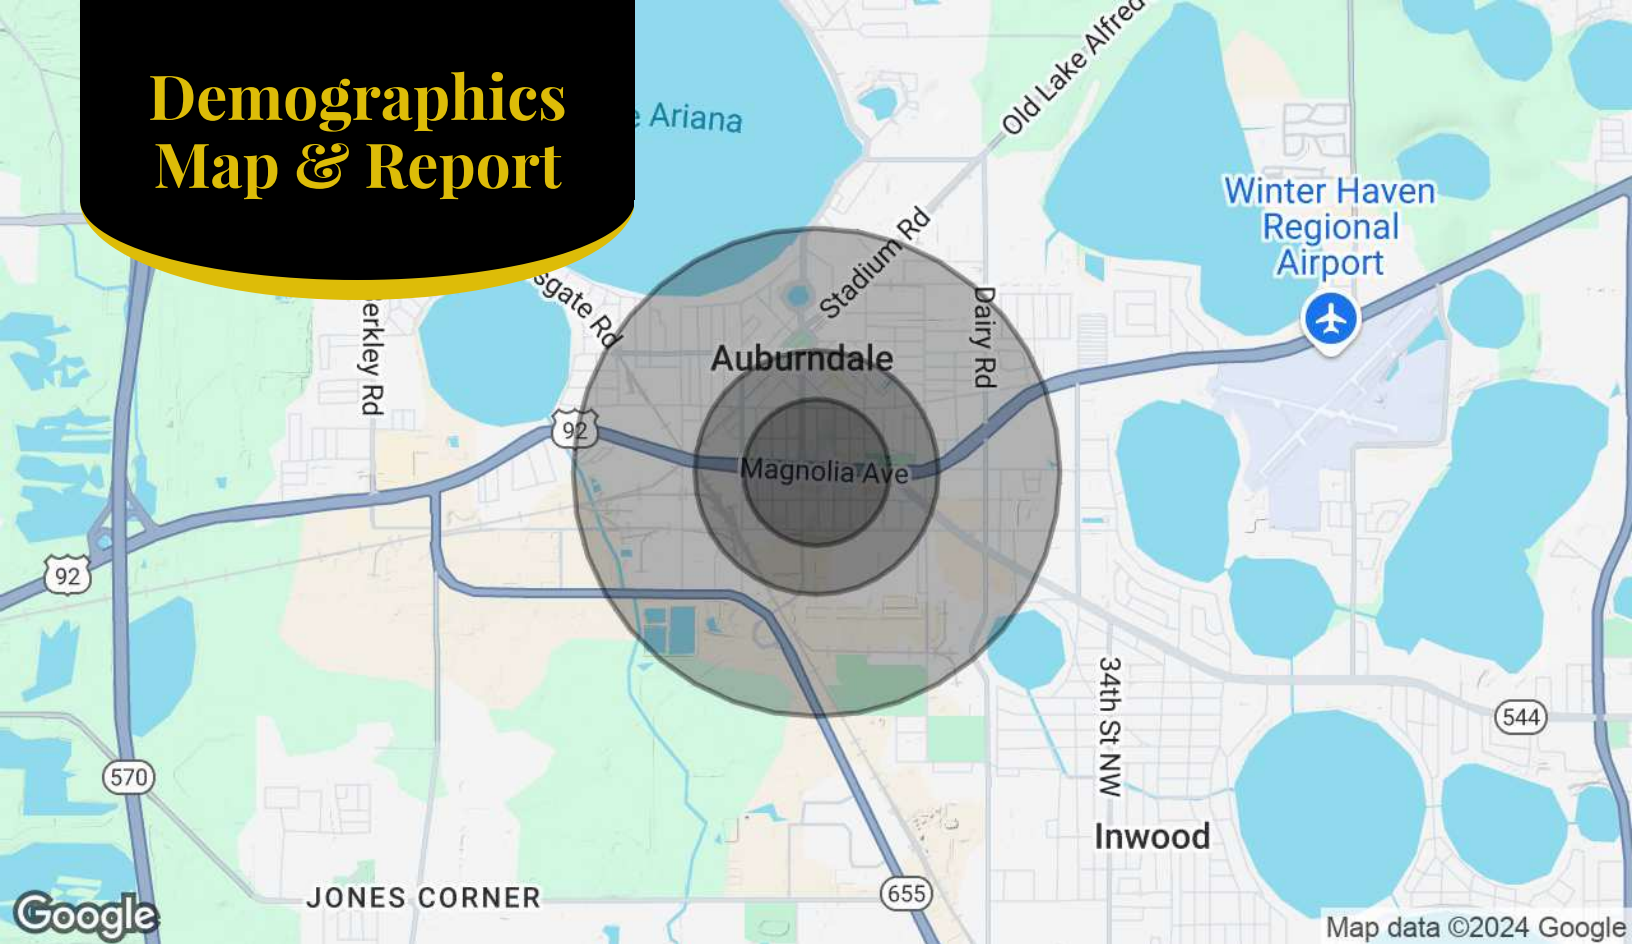 Demographics
Map & Report
Ariana
Old Lake Alfred
Winter Haven
Regional
Airport
Stadium Rd
Dairy Rd
Auburndale
92
Magnolia Ave
92
34th St NW
544
570
Inwood
JONES CORNER
655
Google
Map data ©2024 Google